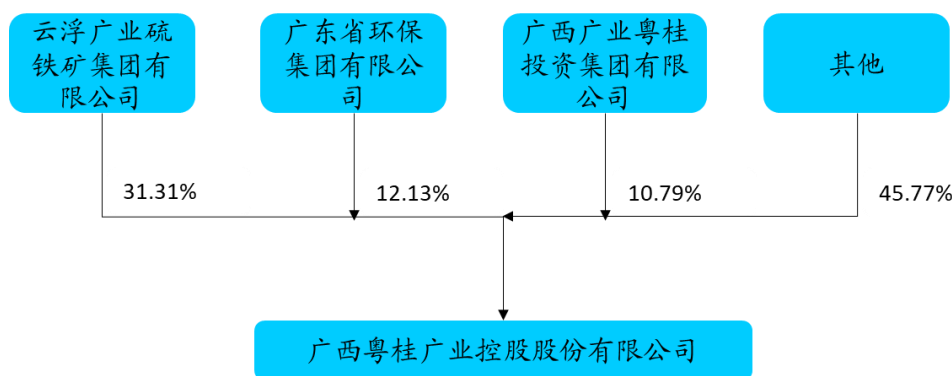 云浮广业硫
铁矿集团有
限公司
广东省环保
集团有限公
司
广西广业粤桂
投资集团有限
公司
其他
31.31%
12.13%
10.79%
45.77%
广西粤桂广业控股股份有限公司